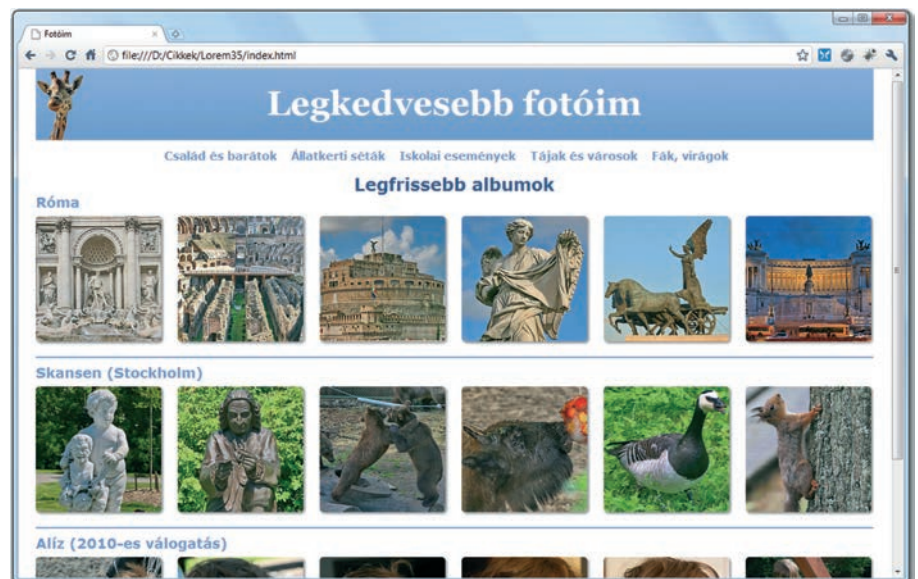 Fotóim
file:///D:/Cikkek/Lorem35/index.html
Legkedvesebb fotóim
Család és barátok Állatkerti séták Iskolai események Tájak és városok Fák, virágok
Legfrissebb albumok
Róma
Skansen (Stockholm)
Alíz (2010-es válogatás)